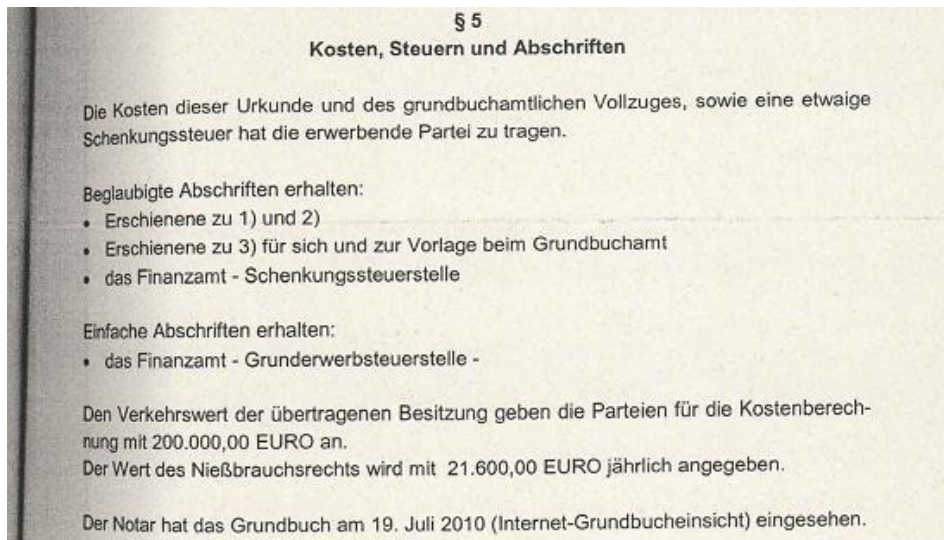 § 5
Kosten, Steuern und Abschriften
Die Kosten dieser Urkunde und des grundbuchamtlichen Vollzuges, sowie eine etwaige
Schenkungssteuer hat die erwerbende Partei zu tragen.
Beglaubigte Abschriften erhalten:
• Erschienene zu 1) und 2)
• Erschienene zu 3) für sich und zur Vorlage beim Grundbuchamt
• das Finanzamt - Schenkungssteuerstelle
Einfache Abschriften erhalten:
• das Finanzamt - Grunderwerbsteuerstelle -
Den Verkehrswert der übertragenen Besitzung geben die Parteien für die Kostenberech-
nung mit 200.000,00 EURO an.
Der Wert des Nießbrauchsrechts wird mit 21.600,00 EURO jährlich angegeben.
Der Notar hat das Grundbuch am 19. Juli 2010 (Internet-Grundbucheinsicht) eingesehen.